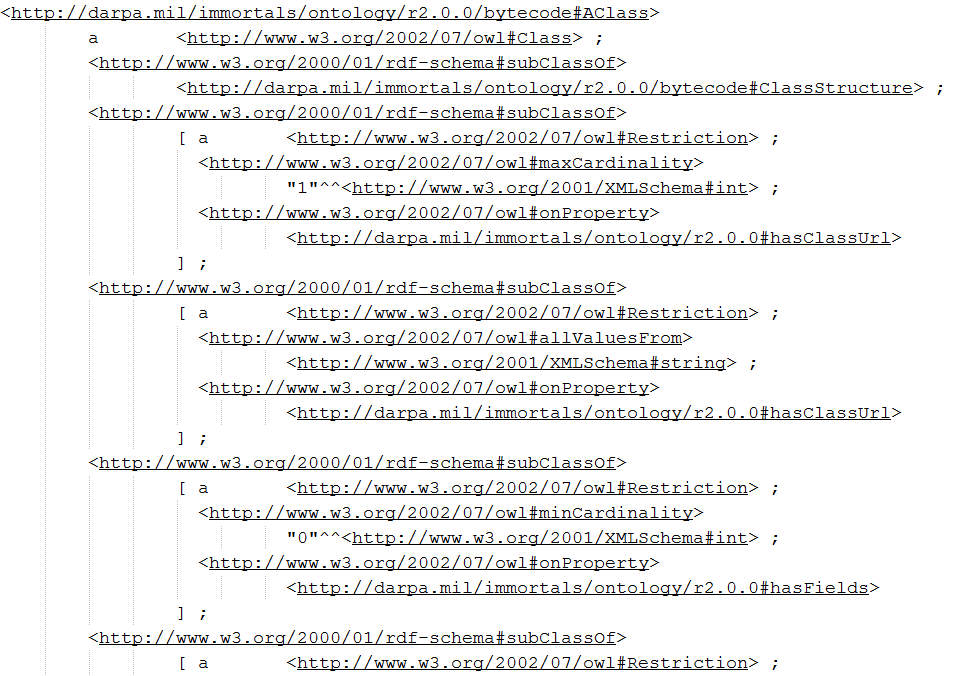 <http://darpa.mil/immortals/ontology/r2.0.0/bytecode#AClass>
a <http://www.w3.org/2002/07/owl#Class> ;
<http://www.w3.org/2000/01/rdf-schema#subClassOf>
<http://darpa.mil/immortals/ontology/r2.0.0/bytecode#ClassStructure> ;
<http://www.w3.org/2000/01/rdf-schema#subClassOf>
[ a <http://www.w3.org/2002/07/owl#Restriction> ;
<http://www.w3.org/2002/07/owl#maxCardinality>
"1"^^<http://www.w3.org/2001/XMLSchema#int> ;
<http://www.w3.org/2002/07/owl#onProperty>
<http://darpa.mil/immortals/ontology/r2.0.0#hasClassUrl>
] ;
<http://www.w3.org/2000/01/rdf-schema#subClassOf>
[ a <http://www.w3.org/2002/07/owl#Restriction> ;
<http://www.w3.org/2002/07/owl#allValuesFrom>
<http://www.w3.org/2001/XMLSchema#string> ;
<http://www.w3.org/2002/07/owl#onProperty>
<http://darpa.mil/immortals/ontology/r2.0.0#hasClassUrl>
] ;
<http://www.w3.org/2000/01/rdf-schema#subClassOf>
[ a <http://www.w3.org/2002/07/owl#Restriction> ;
<http://www.w3.org/2002/07/owl#minCardinality>
"0"^^<http://www.w3.org/2001/XMLSchema#int> ;
<http://www.w3.org/2002/07/owl#onProperty>
<http://darpa.mil/immortals/ontology/r2.0.0#hasFields>
] ;
<http://www.w3.org/2000/01/rdf-schema#subClassOf>
[ a <http://www.w3.org/2002/07/owl#Restriction> ;